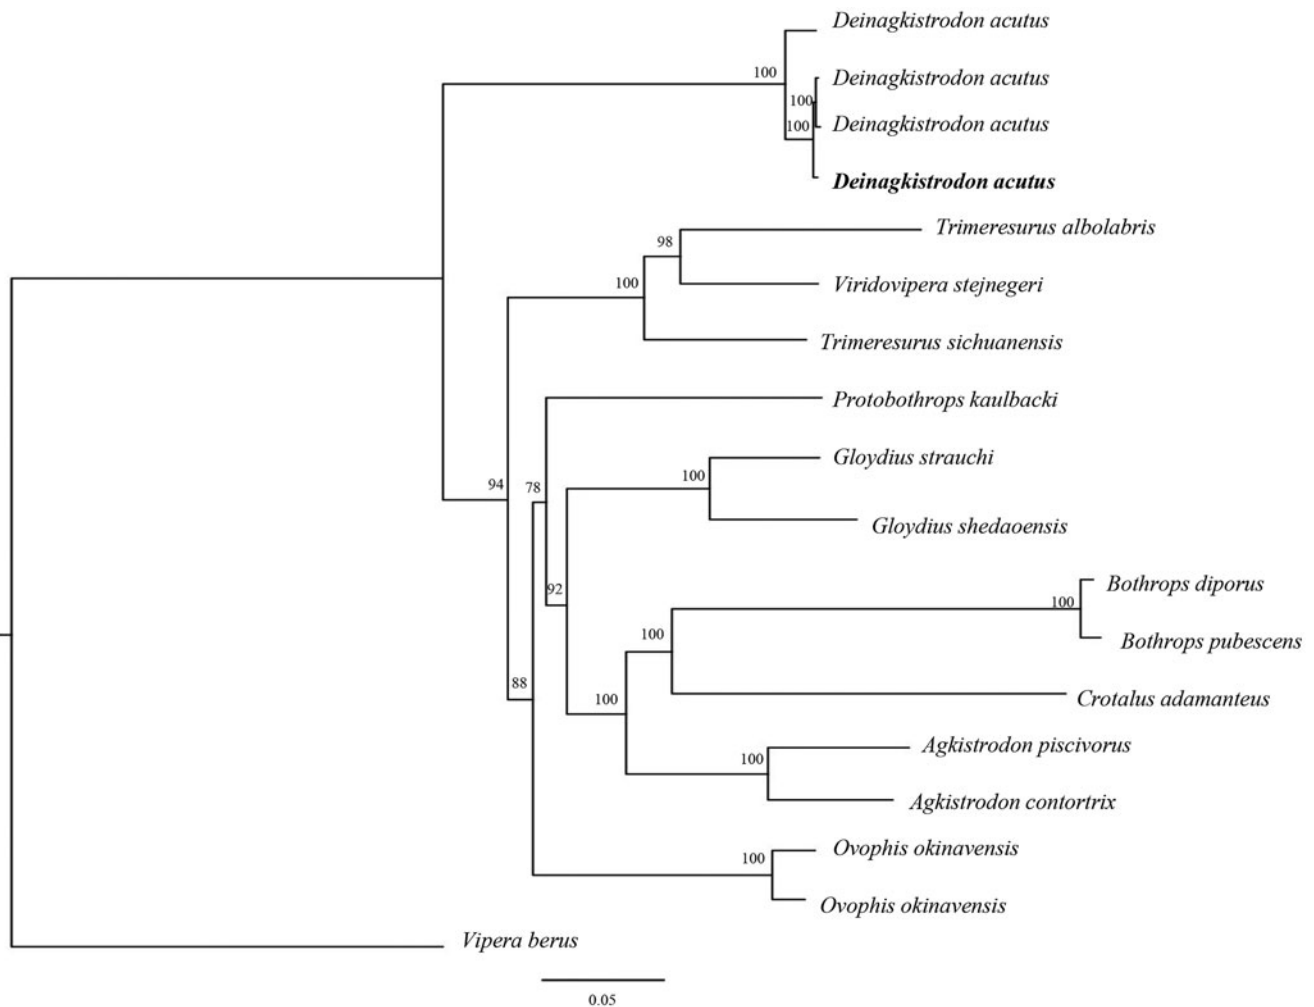 Deinagkistrodon acutus
100
Deinagkistrodon acutus
100
Deinagkistrodon acutus
100
Deinagkistrodon acutus
Trimeresurus albolabris
98
Viridovipera stejnegeri
100
Trimeresurus sichuanensis
Protobothrops kaulbacki
Gloydius strauchi
100
94
78
Gloydius shedaoensis
Bothrops diporus
92
100
Bothrops pubescens
100
88
100
Crotalus adamanteus
Agkistrodon piscivorus
100
Agkistrodon contortrix
Ovophis okinavensis
100
Ovophis okinavensis
Vipera berus
0.05